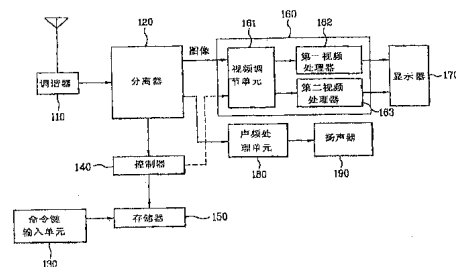 120
160
161
162
图像
第一视频
处理器
分离器
视频调
节单元
显示器
170
调谐器
110
第二视频
处理器
163
声频处
理单元
扬声器
140
控制器
180
190
命令键
输入单元
存储器
150
130